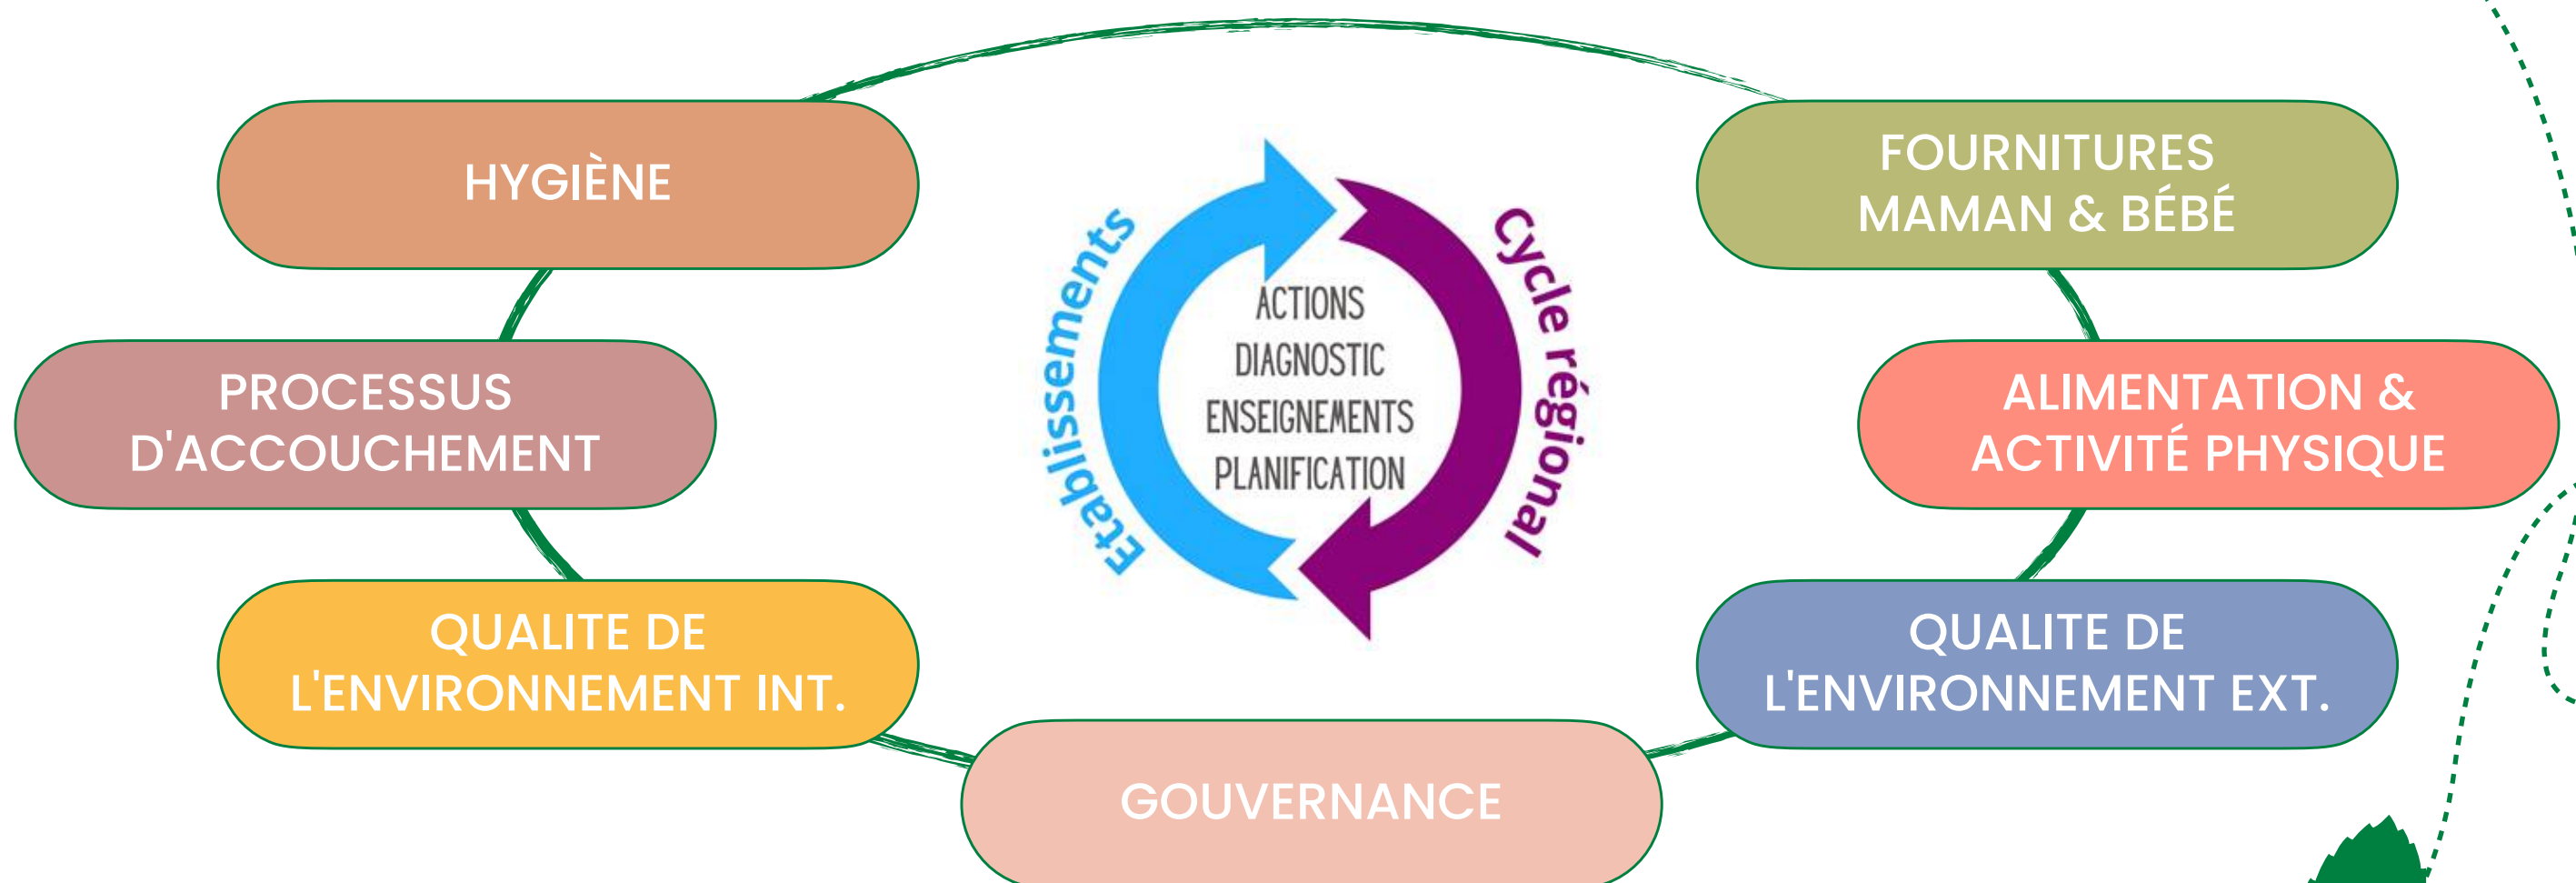 HYGIÈNE
FOURNITURES
MAMAN & BÉBÉ
PROCESSUS
D'ACCOUCHEMENT
Etablissements
ACTIONS
DIAGNOSTIC
ENSEIGNEMENTS
PLANIFICATION
Cycle régional
ALIMENTATION &
ACTIVITÉ PHYSIQUE
QUALITE DE
L'ENVIRONNEMENT INT.
QUALITE DE
L'ENVIRONNEMENT EXT.
GOUVERNANCE